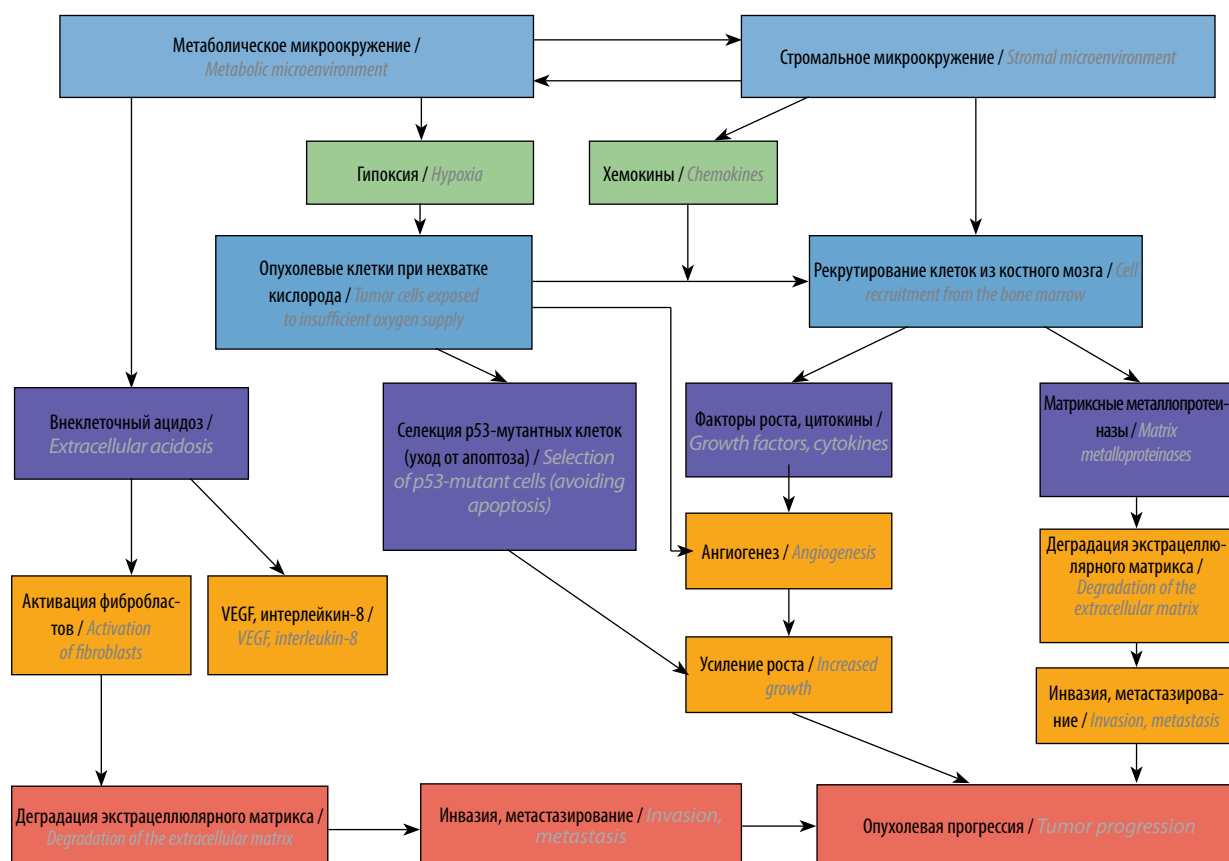 Метаболическое микроокружение /
Metabolic microenvironment
Стромальное микроокружение / Stromal microenvironment
Гипоксия / Hypoxia
Хемокины / Chemokines
Опухолевые клетки при нехватке
кислорода / Tumor cells exposed
to insufficient oxygen supply
Рекрутирование клеток из костного мозга / Cell
recruitment from the bone marrow
Внеклеточный ацидоз /
Extracellular acidosis
Селекция p53-мутантных клеток
(уход от апоптоза) / Selection
of p53-mutant cells (avoiding
apoptosis)
Факторы роста, цитокины /
Growth factors, cytokines
Матриксные металлопротеи-
назы / Matrix
metalloproteinases
Ангиогенез / Angiogenesis
Деградация экстрацеллю-
лярного матрикса /
Degradation of the
extracellular matrix
Активация фиброблас-
тов / Activation
of fibroblasts
VEGF, интерлейкин-8 /
VEGF, interleukin-8
Усиление роста / Increased
growth
Инвазия, метастазирова-
ние / Invasion, metastasis
Деградация экстрацеллюлярного матрикса /
Degradation of the extracellular matrix
Инвазия, метастазирование / Invasion,
metastasis
Опухолевая прогрессия / Tumor progression